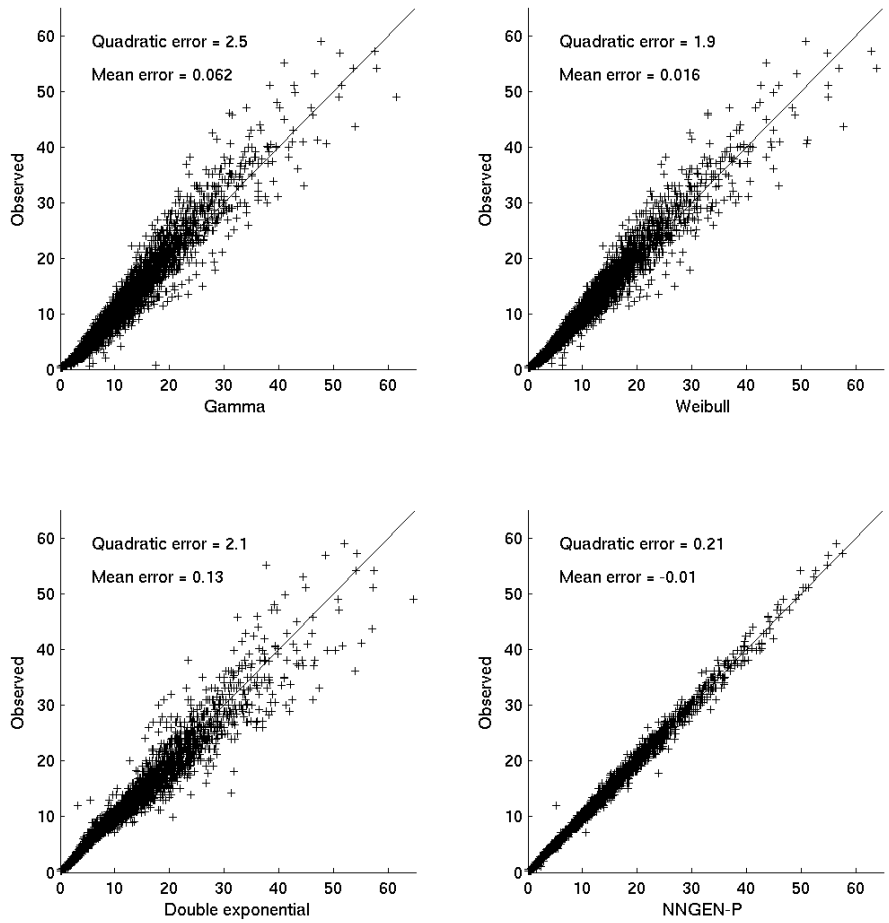 60
50
40
30
20
10
0
Observed
Quadratic error = 2.5
Mean error = 0.062
0 10 20 30 40 50 60
Gamma
60
50
40
30
20
10
0
Observed
Quadratic error = 1.9
Mean error = 0.016
0 10 20 30 40 50 60
Weibull
60
50
40
30
20
10
0
Observed
Quadratic error = 2.1
Mean error = 0.13
0 10 20 30 40 50 60
Double exponential
60
50
40
30
20
10
0
Observed
Quadratic error = 0.21
Mean error = -0.01
0 10 20 30 40 50 60
NNGEN-P